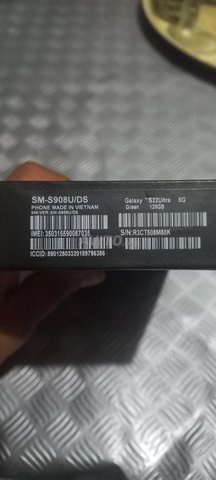 SM-S908U/DS
PHONE MADE IN VIETNAM
SW-VER: SM-S908U/DS
Galaxy S22Ultra 5G
Green 128GB
IMEI: 350315590087035
S/N: R3CT508M80K
ICCID: 89012803320189796386